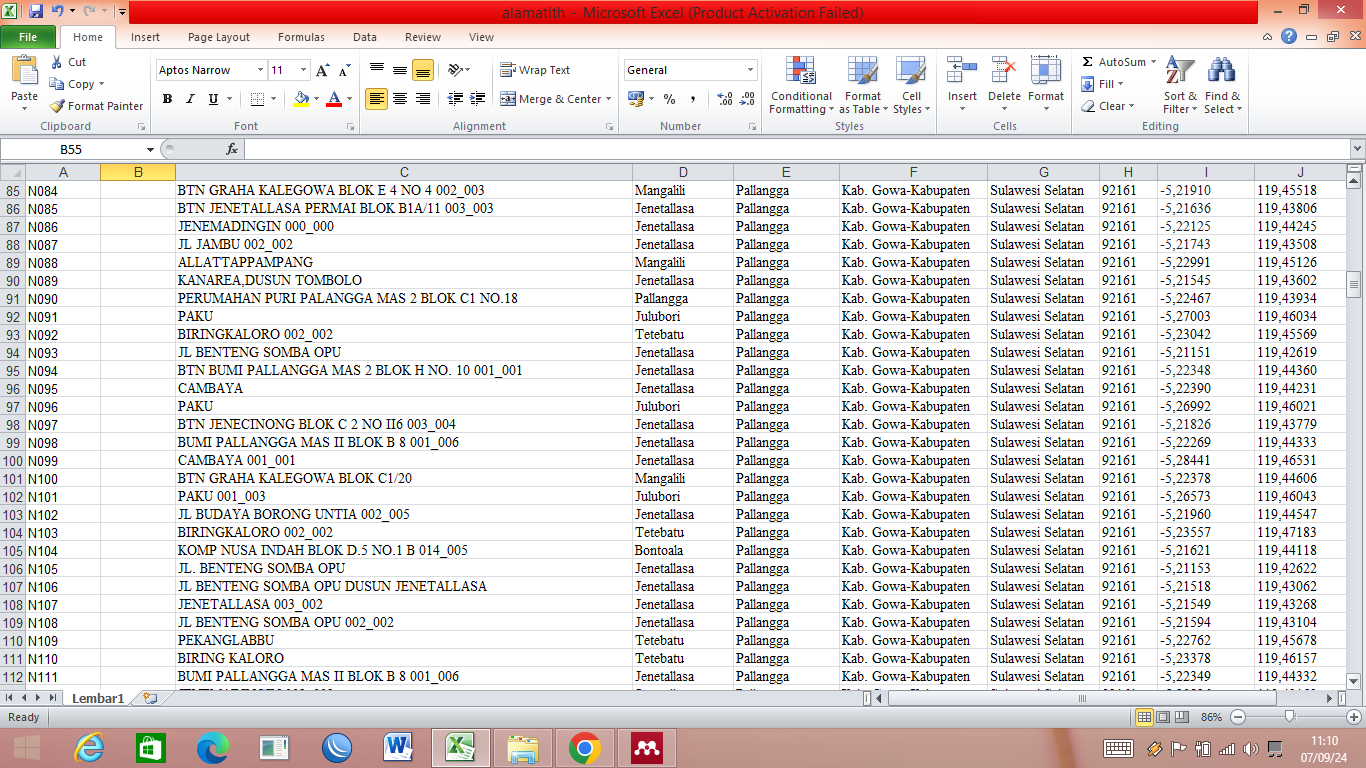 alamatlth - Microsoft Excel (Product Activation Failed)
File Home Insert Page Layout Formulas Data Review View
Paste Cut Copy Format Painter Clipboard
Aptos Narrow 11 B I U Font
Wrap Text Merge & Center Alignment
General % , Number
Conditional Formatting Format as Table Cell Styles Styles
Insert Delete Format Cells
AutoSum Fill Clear Sort & Filter Find & Select Editing
B55 fx
A B C D E F G H I J
85 N084 BTN GRAHA KALEGOWA BLOK E 4 NO 4 002_003 Mangalili Pallangga Kab. Gowa-Kabupaten Sulawesi Selatan 92161 -5,21910 119,45518
86 N085 BTN JENETALLASA PERMAI BLOK B1A/11 003_003 Jenetallasa Pallangga Kab. Gowa-Kabupaten Sulawesi Selatan 92161 -5,21636 119,43806
87 N086 JENEMADINGIN 000_000 Jenetallasa Pallangga Kab. Gowa-Kabupaten Sulawesi Selatan 92161 -5,22125 119,44245
88 N087 JL JAMBU 002_002 Jenetallasa Pallangga Kab. Gowa-Kabupaten Sulawesi Selatan 92161 -5,21743 119,43508
89 N088 ALLATTAPPAMPANG Mangalili Pallangga Kab. Gowa-Kabupaten Sulawesi Selatan 92161 -5,22991 119,45126
90 N089 KANAREA,DUSUN TOMBOLO Jenetallasa Pallangga Kab. Gowa-Kabupaten Sulawesi Selatan 92161 -5,21545 119,43602
91 N090 PERUMAHAN PURI PALANGGA MAS 2 BLOK C1 NO.18 Pallangga Pallangga Kab. Gowa-Kabupaten Sulawesi Selatan 92161 -5,22467 119,43934
92 N091 PAKU Julubori Pallangga Kab. Gowa-Kabupaten Sulawesi Selatan 92161 -5,27003 119,46034
93 N092 BIRINGKALORO 002_002 Tetebatu Pallangga Kab. Gowa-Kabupaten Sulawesi Selatan 92161 -5,23042 119,45569
94 N093 JL BENTENG SOMBA OPU Jenetallasa Pallangga Kab. Gowa-Kabupaten Sulawesi Selatan 92161 -5,21151 119,42619
95 N094 BTN BUMI PALLANGGA MAS 2 BLOK H NO. 10 001_001 Jenetallasa Pallangga Kab. Gowa-Kabupaten Sulawesi Selatan 92161 -5,22348 119,44360
96 N095 CAMBAYA Jenetallasa Pallangga Kab. Gowa-Kabupaten Sulawesi Selatan 92161 -5,22390 119,44231
97 N096 PAKU Julubori Pallangga Kab. Gowa-Kabupaten Sulawesi Selatan 92161 -5,26992 119,46021
98 N097 BTN JENECINONG BLOK C 2 NO II6 003_004 Jenetallasa Pallangga Kab. Gowa-Kabupaten Sulawesi Selatan 92161 -5,21826 119,43779
99 N098 BUMI PALLANGGA MAS II BLOK B 8 001_006 Jenetallasa Pallangga Kab. Gowa-Kabupaten Sulawesi Selatan 92161 -5,22269 119,44333
100 N099 CAMBAYA 001_001 Jenetallasa Pallangga Kab. Gowa-Kabupaten Sulawesi Selatan 92161 -5,28441 119,46531
101 N100 BTN GRAHA KALEGOWA BLOK C1/20 Mangalili Pallangga Kab. Gowa-Kabupaten Sulawesi Selatan 92161 -5,22378 119,44606
102 N101 PAKU 001_003 Julubori Pallangga Kab. Gowa-Kabupaten Sulawesi Selatan 92161 -5,26573 119,46043
103 N102 JL BUDAYA BORONG UNTIA 002_005 Jenetallasa Pallangga Kab. Gowa-Kabupaten Sulawesi Selatan 92161 -5,21960 119,44547
104 N103 BIRINGKALORO 002_002 Tetebatu Pallangga Kab. Gowa-Kabupaten Sulawesi Selatan 92161 -5,23557 119,47183
105 N104 KOMP NUSA INDAH BLOK D.5 NO.1 B 014_005 Bontoala Pallangga Kab. Gowa-Kabupaten Sulawesi Selatan 92161 -5,21621 119,44118
106 N105 JL. BENTENG SOMBA OPU Jenetallasa Pallangga Kab. Gowa-Kabupaten Sulawesi Selatan 92161 -5,21153 119,42622
107 N106 JL BENTENG SOMBA OPU DUSUN JENETALLASA Jenetallasa Pallangga Kab. Gowa-Kabupaten Sulawesi Selatan 92161 -5,21518 119,43062
108 N107 JENETALLASA 003_002 Jenetallasa Pallangga Kab. Gowa-Kabupaten Sulawesi Selatan 92161 -5,21549 119,43268
109 N108 JL BENTENG SOMBA OPU 002_002 Jenetallasa Pallangga Kab. Gowa-Kabupaten Sulawesi Selatan 92161 -5,21594 119,43104
110 N109 PEKANGLABBU Tetebatu Pallangga Kab. Gowa-Kabupaten Sulawesi Selatan 92161 -5,22762 119,45678
111 N110 BIRING KALORO Tetebatu Pallangga Kab. Gowa-Kabupaten Sulawesi Selatan 92161 -5,23378 119,46157
112 N111 BUMI PALLANGGA MAS II BLOK B 8 001_006 Jenetallasa Pallangga Kab. Gowa-Kabupaten Sulawesi Selatan 92161 -5,22349 119,44332
Lembar1
Ready 86%
11:10
07/09/24